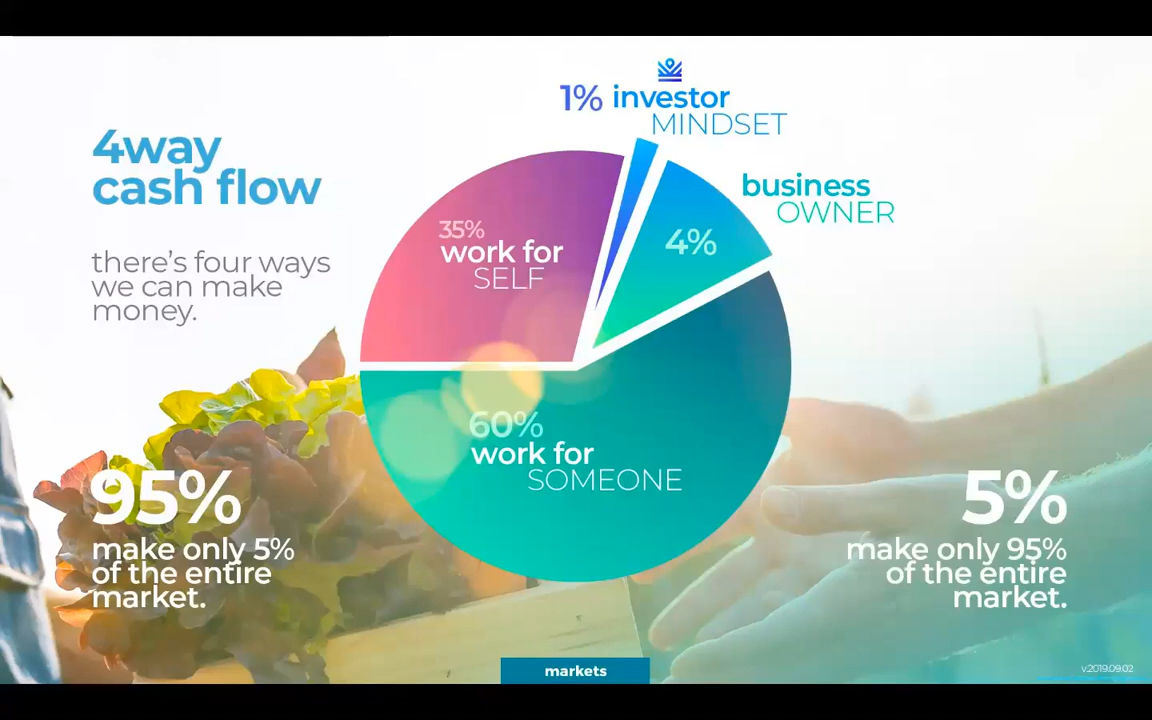 4way
cash flow
there's four ways
we can make
money.
1% investor
MINDSET
business
OWNER
4%
35%
work for
SELF
60%
work for
SOMEONE
95%
make only 5%
of the entire
market.
5%
make only 95%
of the entire
market.
markets
v.2019.09.02